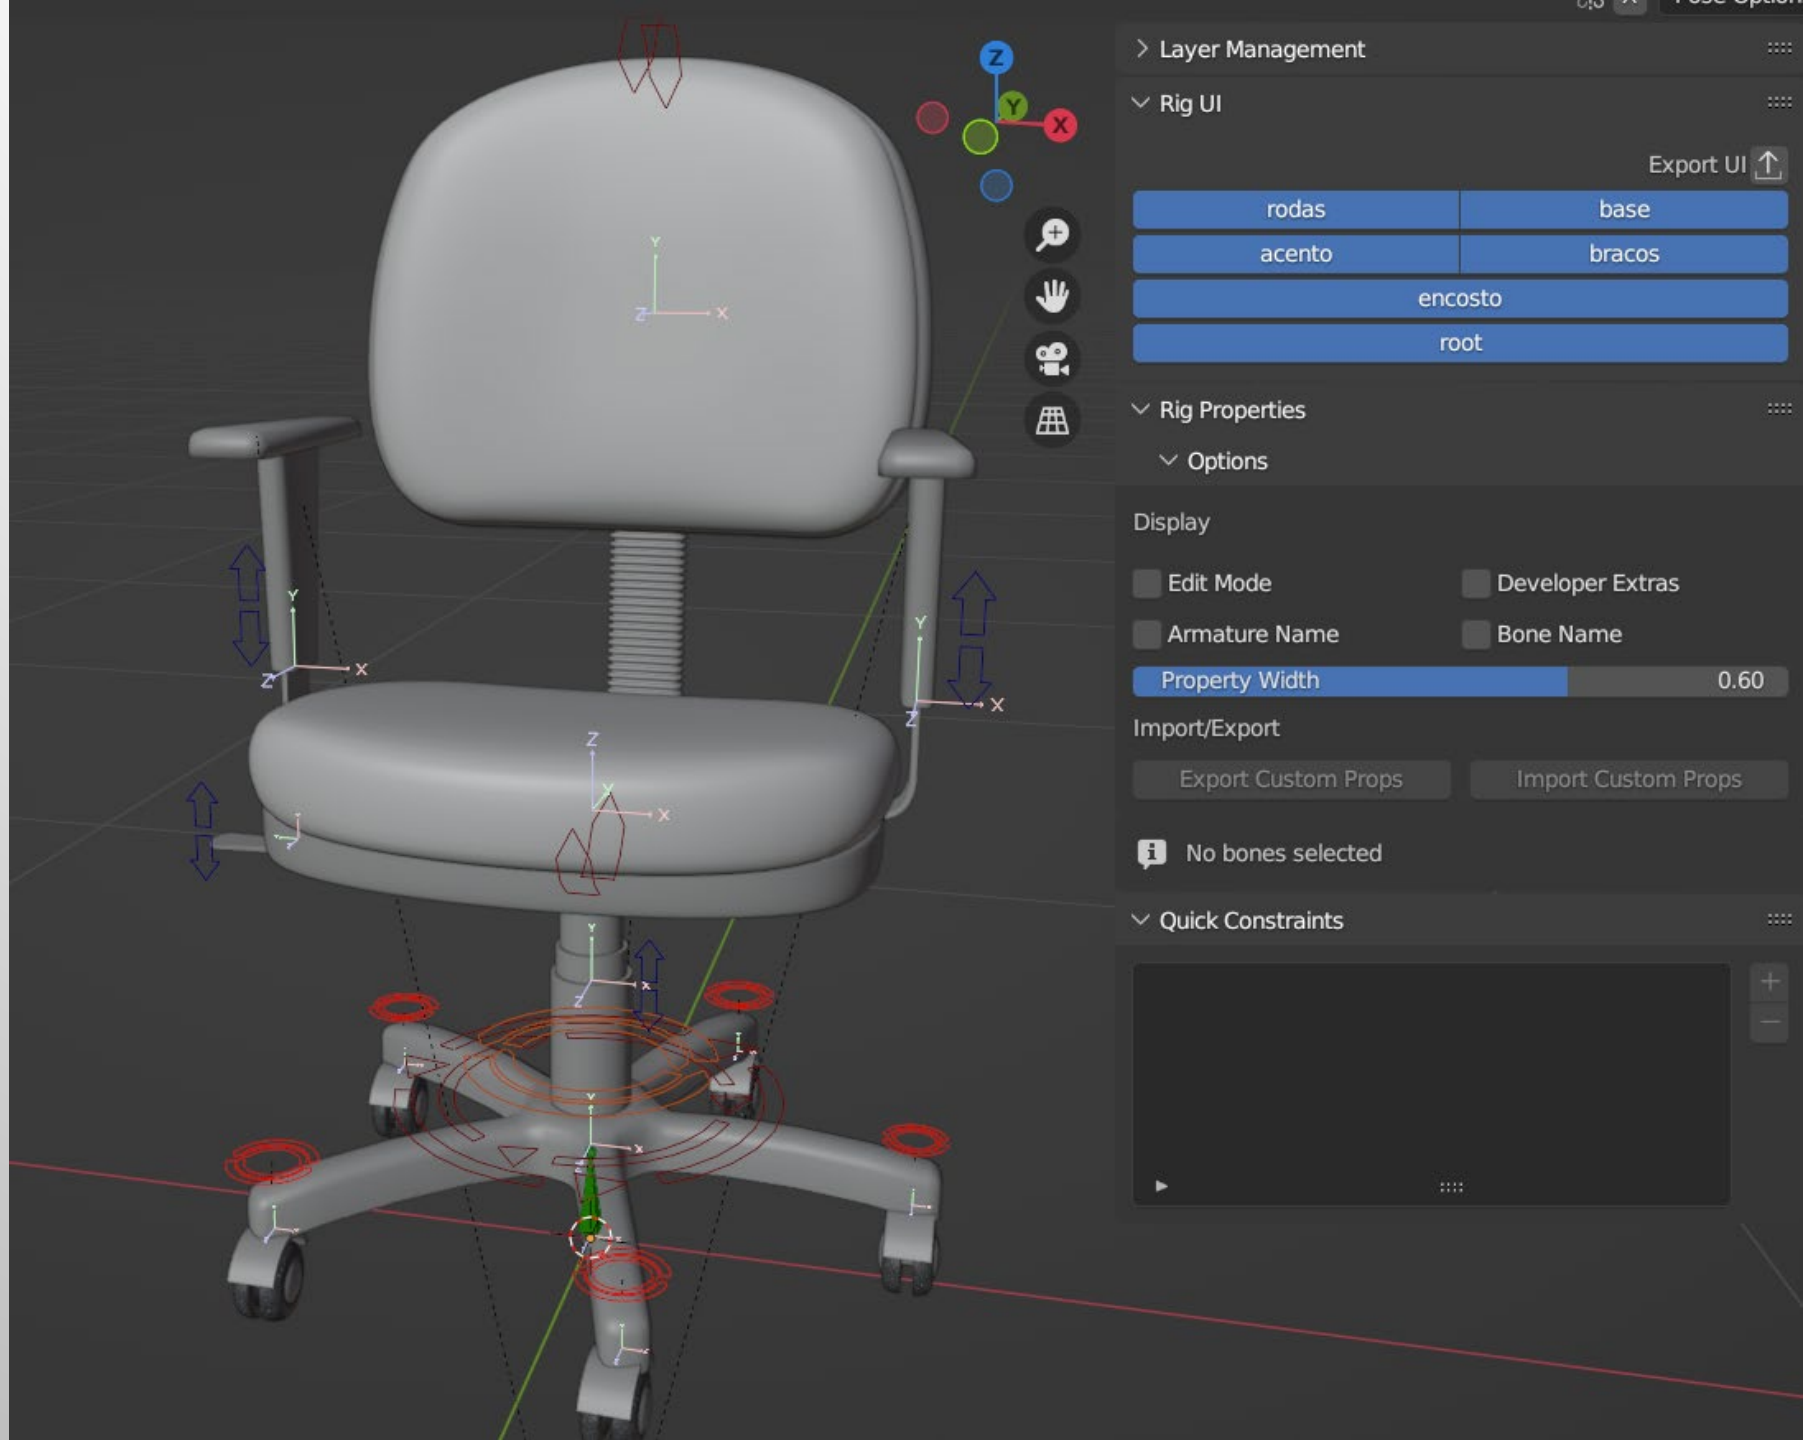 Layer Management
Rig UI
Export UI
rodas base
acento bracos
encosto
root
Rig Properties
Options
Display
Edit Mode Developer Extras
Armature Name Bone Name
Property Width 0.60
Import/Export
Export Custom Props Import Custom Props
No bones selected
Quick Constraints
Z
Y
X
Y
Z X
Y
Z X
Y
Z X
Z
Y
X
Y
Z X
Y
X